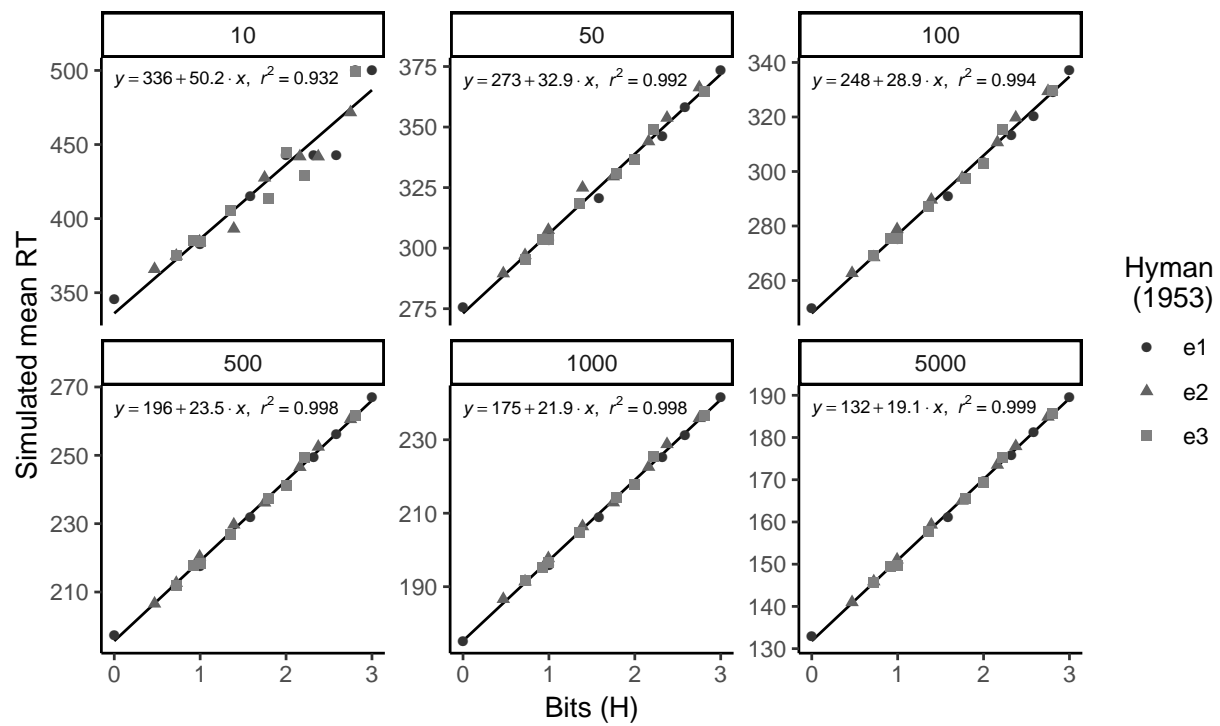 10
50
100
y = 336 + 50.2 · x, r² = 0.932
y = 273 + 32.9 · x, r² = 0.992
y = 248 + 28.9 · x, r² = 0.994
500
450
400
350
375
350
325
300
275
340
320
300
280
260
500
1000
5000
y = 196 + 23.5 · x, r² = 0.998
y = 175 + 21.9 · x, r² = 0.998
y = 132 + 19.1 · x, r² = 0.999
270
250
230
210
230
210
190
190
180
170
160
150
140
130
0 1 2 3
0 1 2 3
0 1 2 3
Bits (H)
Simulated mean RT
Hyman
(1953)
e1
e2
e3